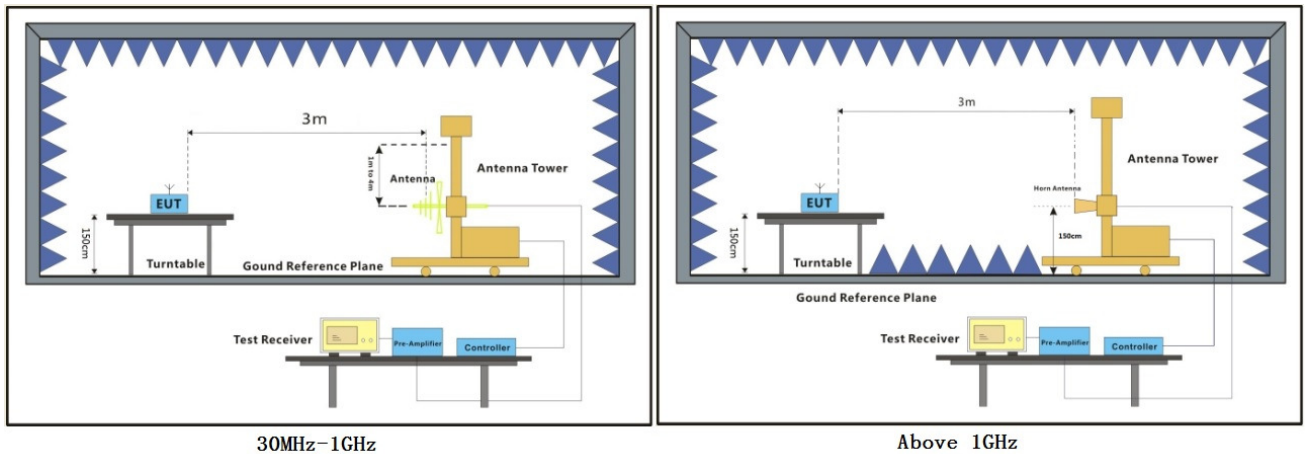 3m
1m to 4m
Antenna
Antenna Tower
EUT
150cm
Turntable
Gound Reference Plane
Test Receiver
Pre-Amplifier
Controller
30MHz-1GHz
3m
Antenna Tower
Horn Antenna
EUT
150cm
150cm
Turntable
Gound Reference Plane
Test Receiver
Pre-Amplifier
Controller
Above 1GHz